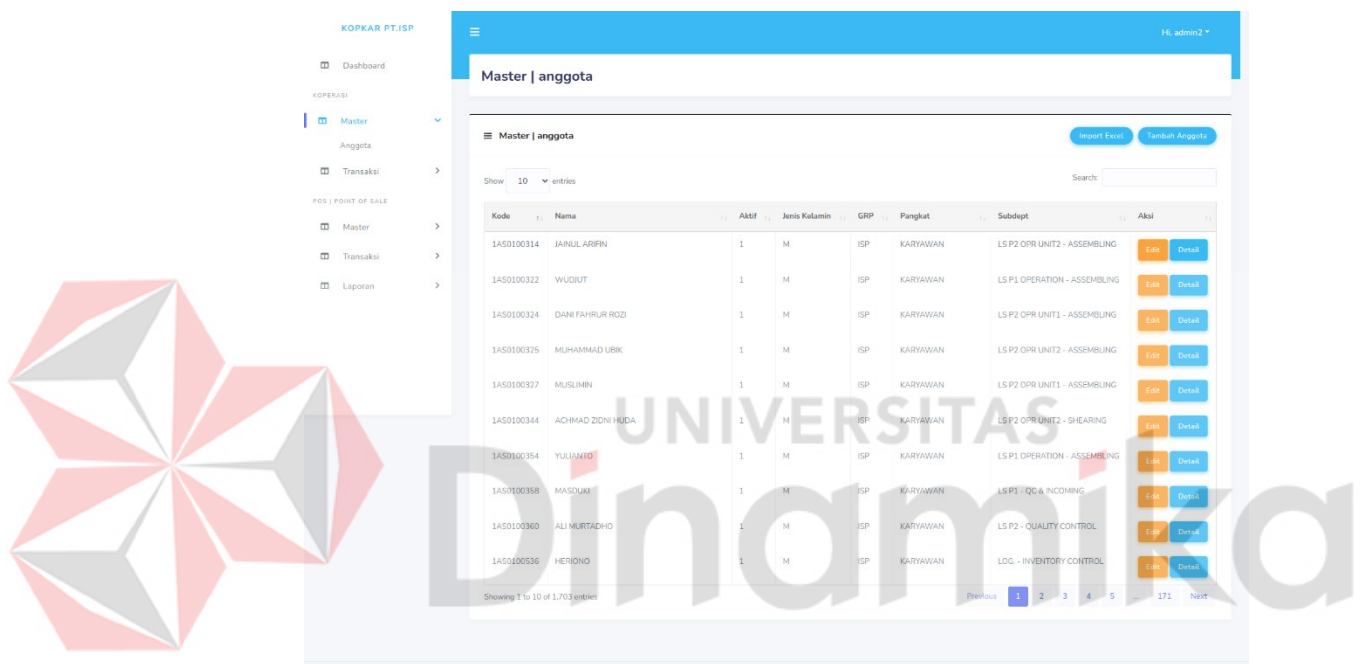 KOPKAR PT.ISP
Hi, admin2
Dashboard
KOPERASI
Master
Anggota
Transaksi
POS | POINT OF SALE
Master
Transaksi
Laporan
Master | anggota
Master | anggota
Import Excel Tambah Anggota
Show 10 entries
Search:
Kode Nama Aktif Jenis Kelamin GRP Pangkat Subdept Aksi
1AS0100314 JAINUL ARIFIN 1 M ISP KARYAWAN LS P2 OPR UNIT2 - ASSEMBLING Edit Detail
1AS0100322 WUDJUT 1 M ISP KARYAWAN LS P1 OPERATION - ASSEMBLING Edit Detail
1AS0100324 DANI FAHRUR ROZI 1 M ISP KARYAWAN LS P2 OPR UNIT1 - ASSEMBLING Edit Detail
1AS0100325 MUHAMMAD UBIK 1 M ISP KARYAWAN LS P2 OPR UNIT2 - ASSEMBLING Edit Detail
1AS0100327 MUSLIMIN 1 M ISP KARYAWAN LS P2 OPR UNIT1 - ASSEMBLING Edit Detail
1AS0100344 ACHMAD ZIDNI HUDA 1 M ISP KARYAWAN LS P2 OPR UNIT2 - SHEARING Edit Detail
1AS0100354 YULIANTO 1 M ISP KARYAWAN LS P1 OPERATION - ASSEMBLING Edit Detail
1AS0100358 MASDUKI 1 M ISP KARYAWAN LS P1 - QC & INCOMING Edit Detail
1AS0100360 ALI MURTADHO 1 M ISP KARYAWAN LS P2 - QUALITY CONTROL Edit Detail
1AS0100536 HERIONO 1 M ISP KARYAWAN LOG. - INVENTORY CONTROL Edit Detail
Showing 1 to 10 of 1,703 entries
Previous 1 2 3 4 5 ... 171 Next
UNIVERSITAS
Dinamika